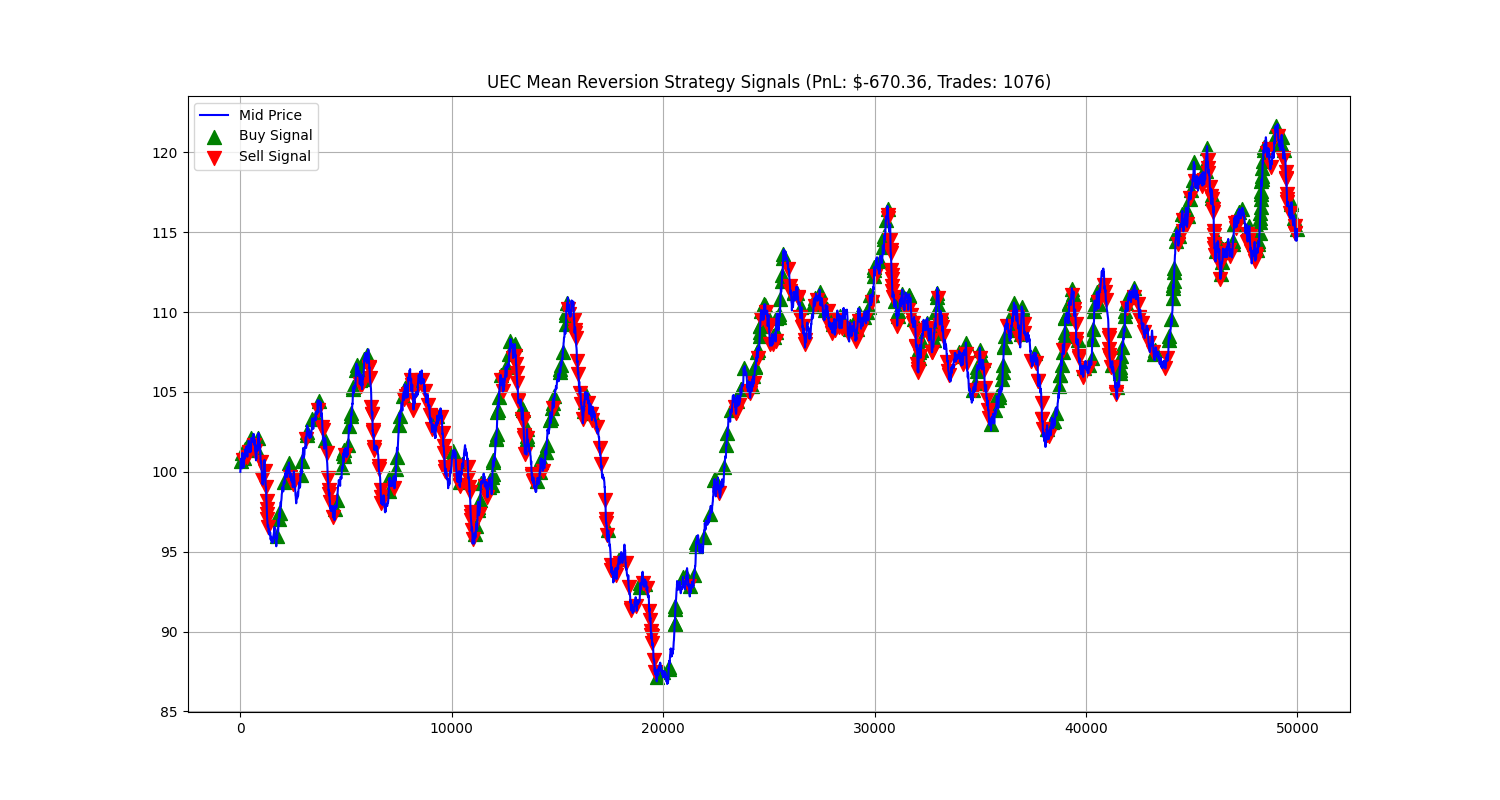 UEC Mean Reversion Strategy Signals (PnL: $-670.36, Trades: 1076)
Mid Price
Buy Signal
Sell Signal
120
115
110
105
100
95
90
85
0 10000 20000 30000 40000 50000